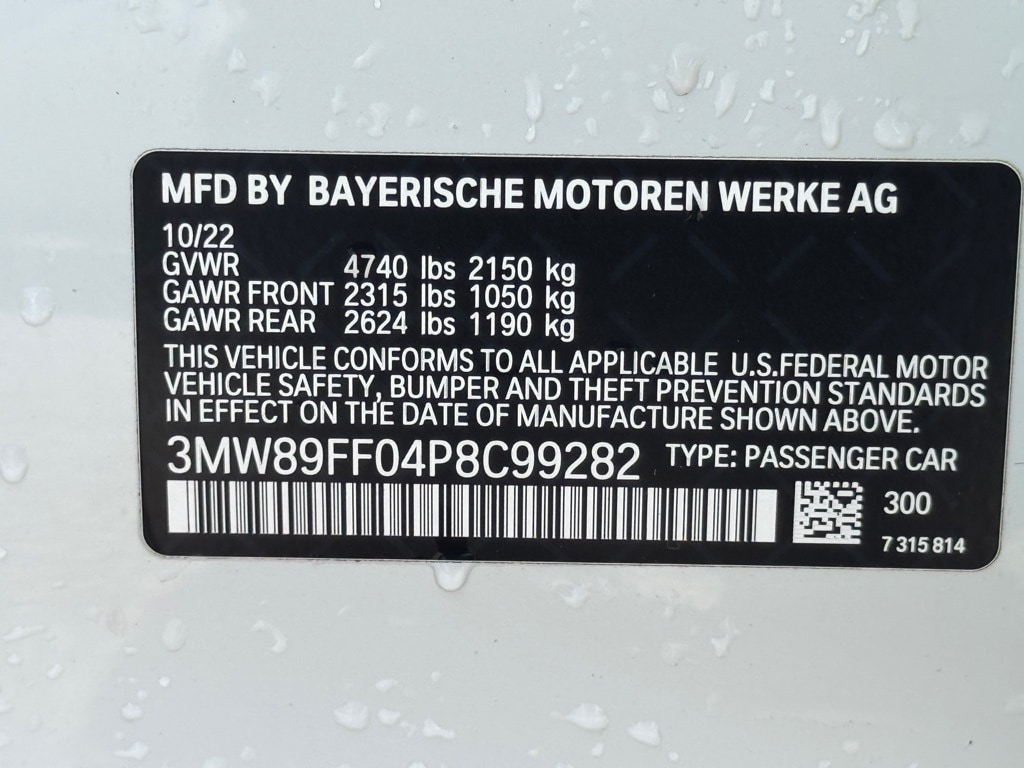 MFD BY BAYERISCHE MOTOREN WERKE AG
10/22
GVWR 4740 lbs 2150 kg
GAWR FRONT 2315 lbs 1050 kg
GAWR REAR 2624 lbs 1190 kg
THIS VEHICLE CONFORMS TO ALL APPLICABLE U.S.FEDERAL MOTOR
VEHICLE SAFETY, BUMPER AND THEFT PREVENTION STANDARDS
IN EFFECT ON THE DATE OF MANUFACTURE SHOWN ABOVE.
3MW89FF04P8C99282 TYPE: PASSENGER CAR
300
7 315 814